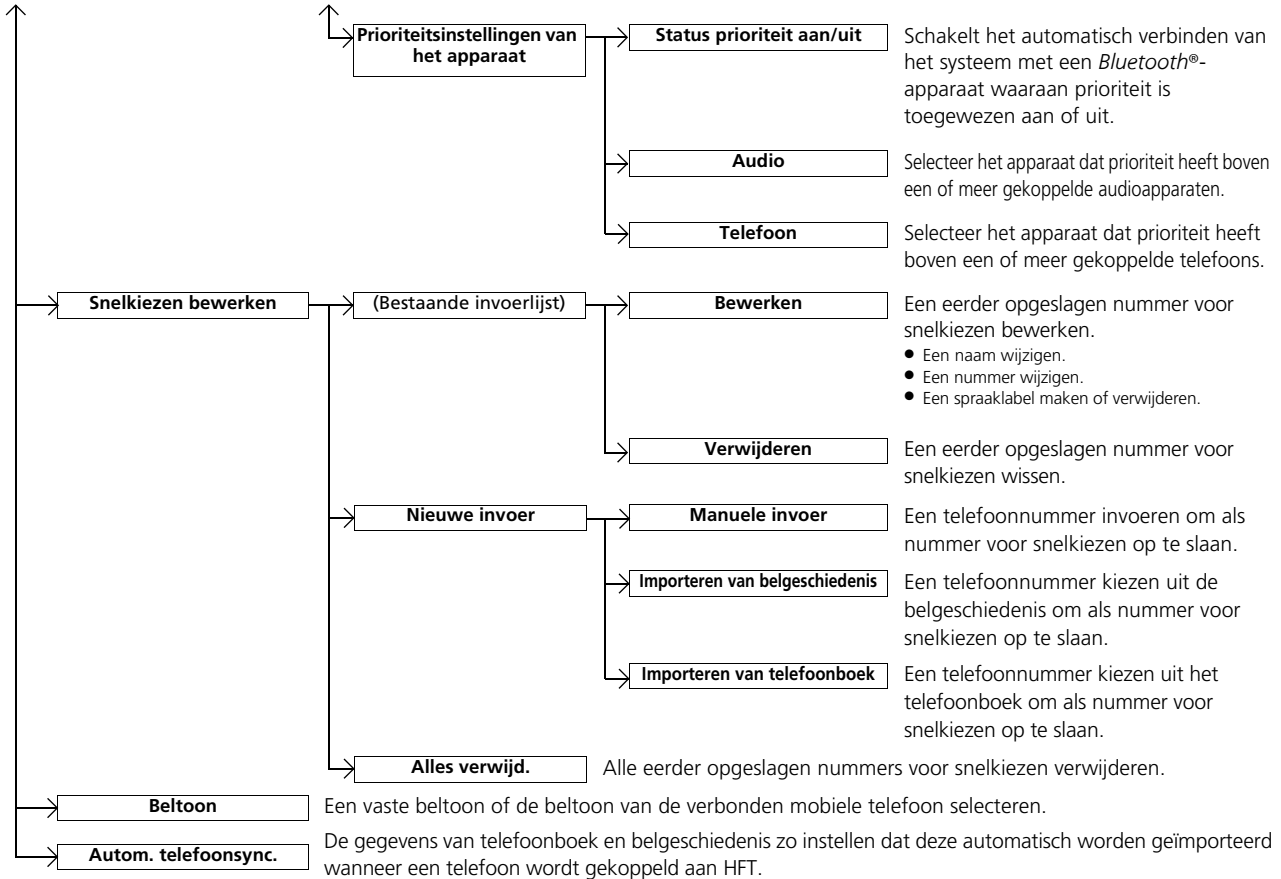 Prioriteitsinstellingen van
het apparaat
Status prioriteit aan/uit
Schakelt het automatisch verbinden van
het systeem met een Bluetooth®-
apparaat waaraan prioriteit is
toegewezen aan of uit.
Audio
Selecteer het apparaat dat prioriteit heeft boven
een of meer gekoppelde audioapparaten.
Telefoon
Selecteer het apparaat dat prioriteit heeft
boven een of meer gekoppelde telefoons.
Snelkiezen bewerken
(Bestaande invoerlijst)
Bewerken
Een eerder opgeslagen nummer voor
snelkiezen bewerken.
● Een naam wijzigen.
● Een nummer wijzigen.
● Een spraaklabel maken of verwijderen.
Verwijderen
Een eerder opgeslagen nummer voor
snelkiezen wissen.
Nieuwe invoer
Manuele invoer
Een telefoonnummer invoeren om als
nummer voor snelkiezen op te slaan.
Importeren van belgeschiedenis
Een telefoonnummer kiezen uit de
belgeschiedenis om als nummer voor
snelkiezen op te slaan.
Importeren van telefoonboek
Een telefoonnummer kiezen uit het
telefoonboek om als nummer voor
snelkiezen op te slaan.
Alles verwijd.
Alle eerder opgeslagen nummers voor snelkiezen verwijderen.
Beltoon
Een vaste beltoon of de beltoon van de verbonden mobiele telefoon selecteren.
Autom. telefoonsync.
De gegevens van telefoonboek en belgeschiedenis zo instellen dat deze automatisch worden geïmporteerd
wanneer een telefoon wordt gekoppeld aan HFT.